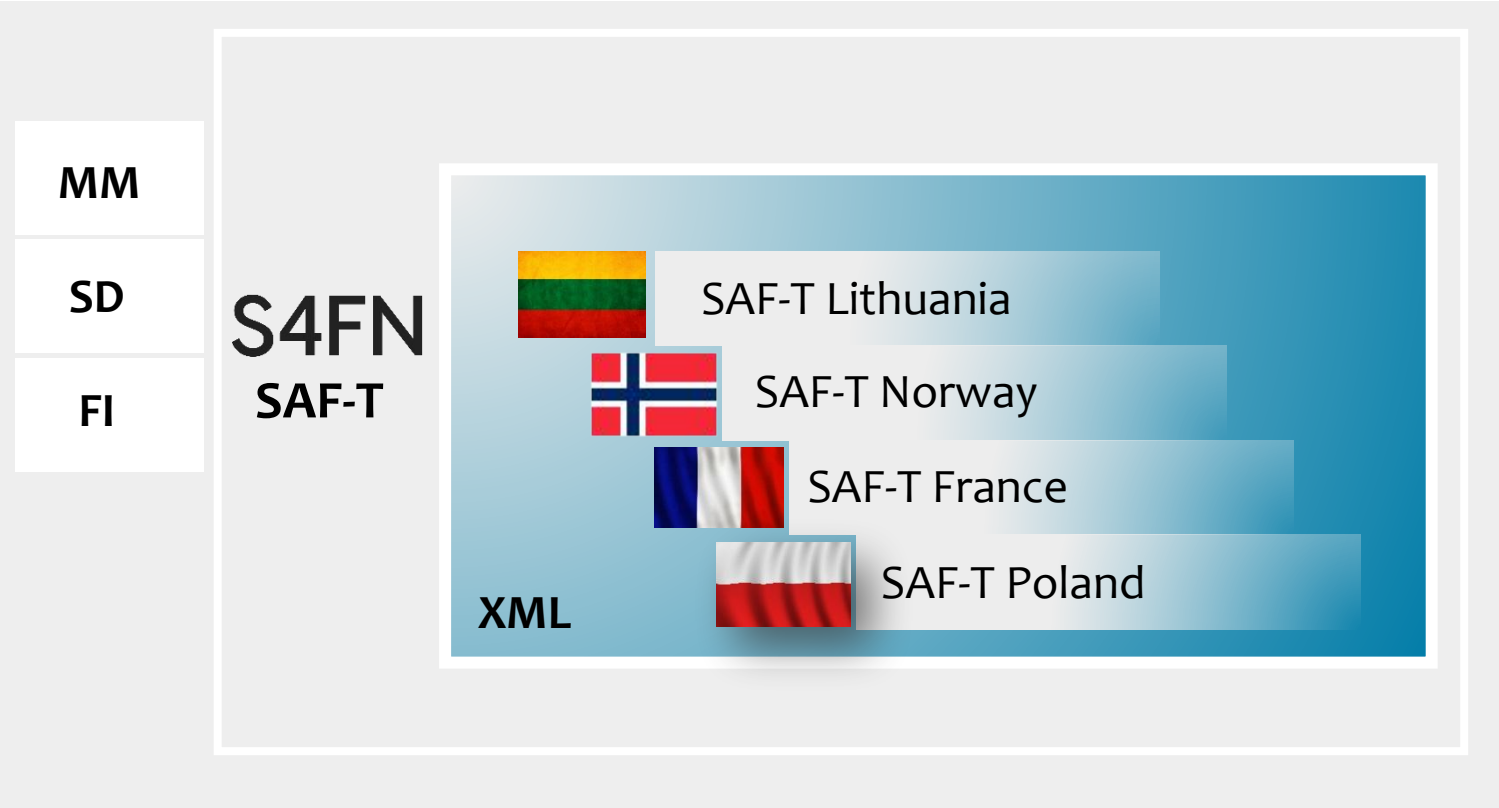 MM
SD
FI
S4FN
SAF-T
SAF-T Lithuania
SAF-T Norway
SAF-T France
SAF-T Poland
XML